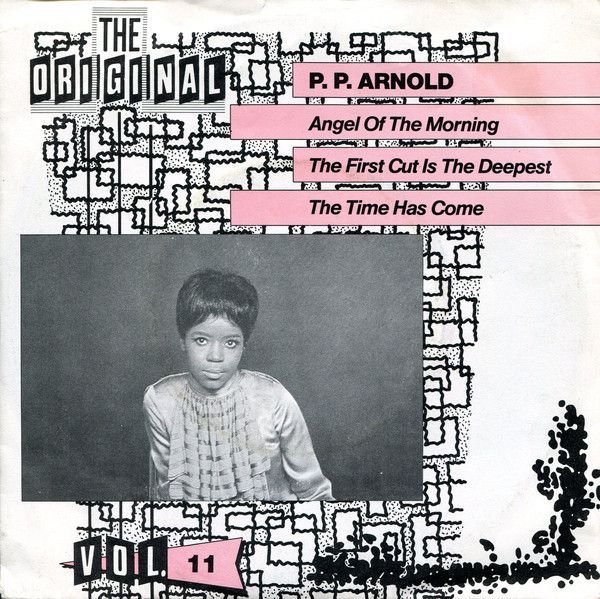 THE
ORIGINAL
P. P. ARNOLD
Angel Of The Morning
The First Cut Is The Deepest
The Time Has Come
VOL. 11